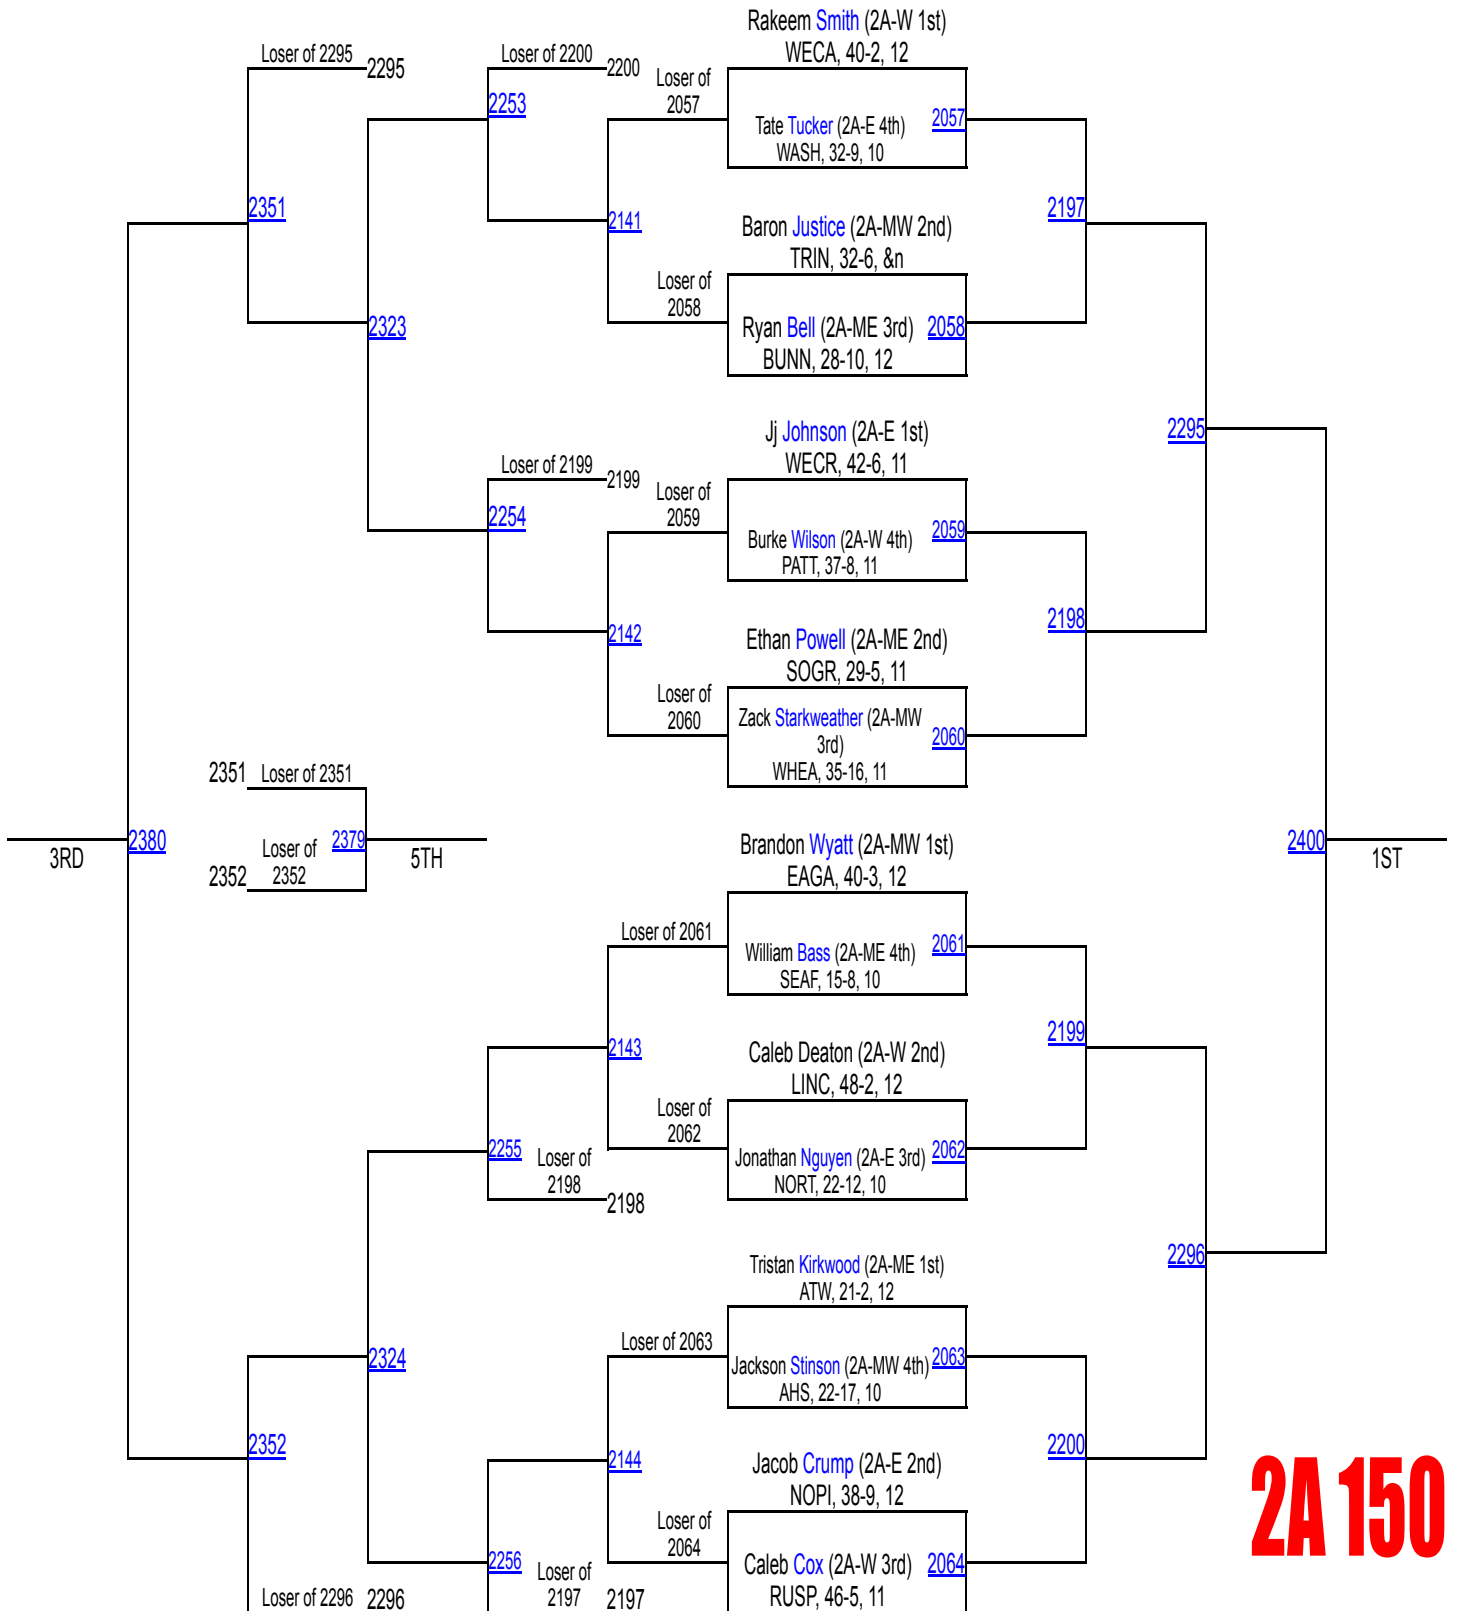 Rakeem Smith (2A-W 1st)
WECA, 40-2, 12
Loser of 2295
2295
Loser of 2200
2200
Loser of
2057
2253
Tate Tucker (2A-E 4th)
WASH, 32-9, 10
2057
2351
2141
2197
Baron Justice (2A-MW 2nd)
TRIN, 32-6, &n
Loser of
2058
2323
Ryan Bell (2A-ME 3rd)
BUNN, 28-10, 12
2058
Jj Johnson (2A-E 1st)
WECR, 42-6, 11
2295
Loser of 2199
2199
Loser of
2059
2254
Burke Wilson (2A-W 4th)
PATT, 37-8, 11
2059
2142
2198
Ethan Powell (2A-ME 2nd)
SOGR, 29-5, 11
Loser of
2060
Zack Starkweather (2A-MW
3rd)
WHEA, 35-16, 11
2060
2351
Loser of 2351
2380
3RD
Loser of
2352
2352
2379
5TH
Brandon Wyatt (2A-MW 1st)
EAGA, 40-3, 12
2400
1ST
Loser of 2061
William Bass (2A-ME 4th)
SEAF, 15-8, 10
2061
2143
2199
Caleb Deaton (2A-W 2nd)
LINC, 48-2, 12
Loser of
2062
2255
Loser of
2198
2198
Jonathan Nguyen (2A-E 3rd)
NORT, 22-12, 10
2062
2296
Tristan Kirkwood (2A-ME 1st)
ATW, 21-2, 12
Loser of 2063
2324
Jackson Stinson (2A-MW 4th)
AHS, 22-17, 10
2063
2352
2144
2200
Jacob Crump (2A-E 2nd)
NOPI, 38-9, 12
2A 150
Loser of
2064
2256
Caleb Cox (2A-W 3rd)
RUSP, 46-5, 11
2064
Loser of 2296
2296
Loser of
2197
2197